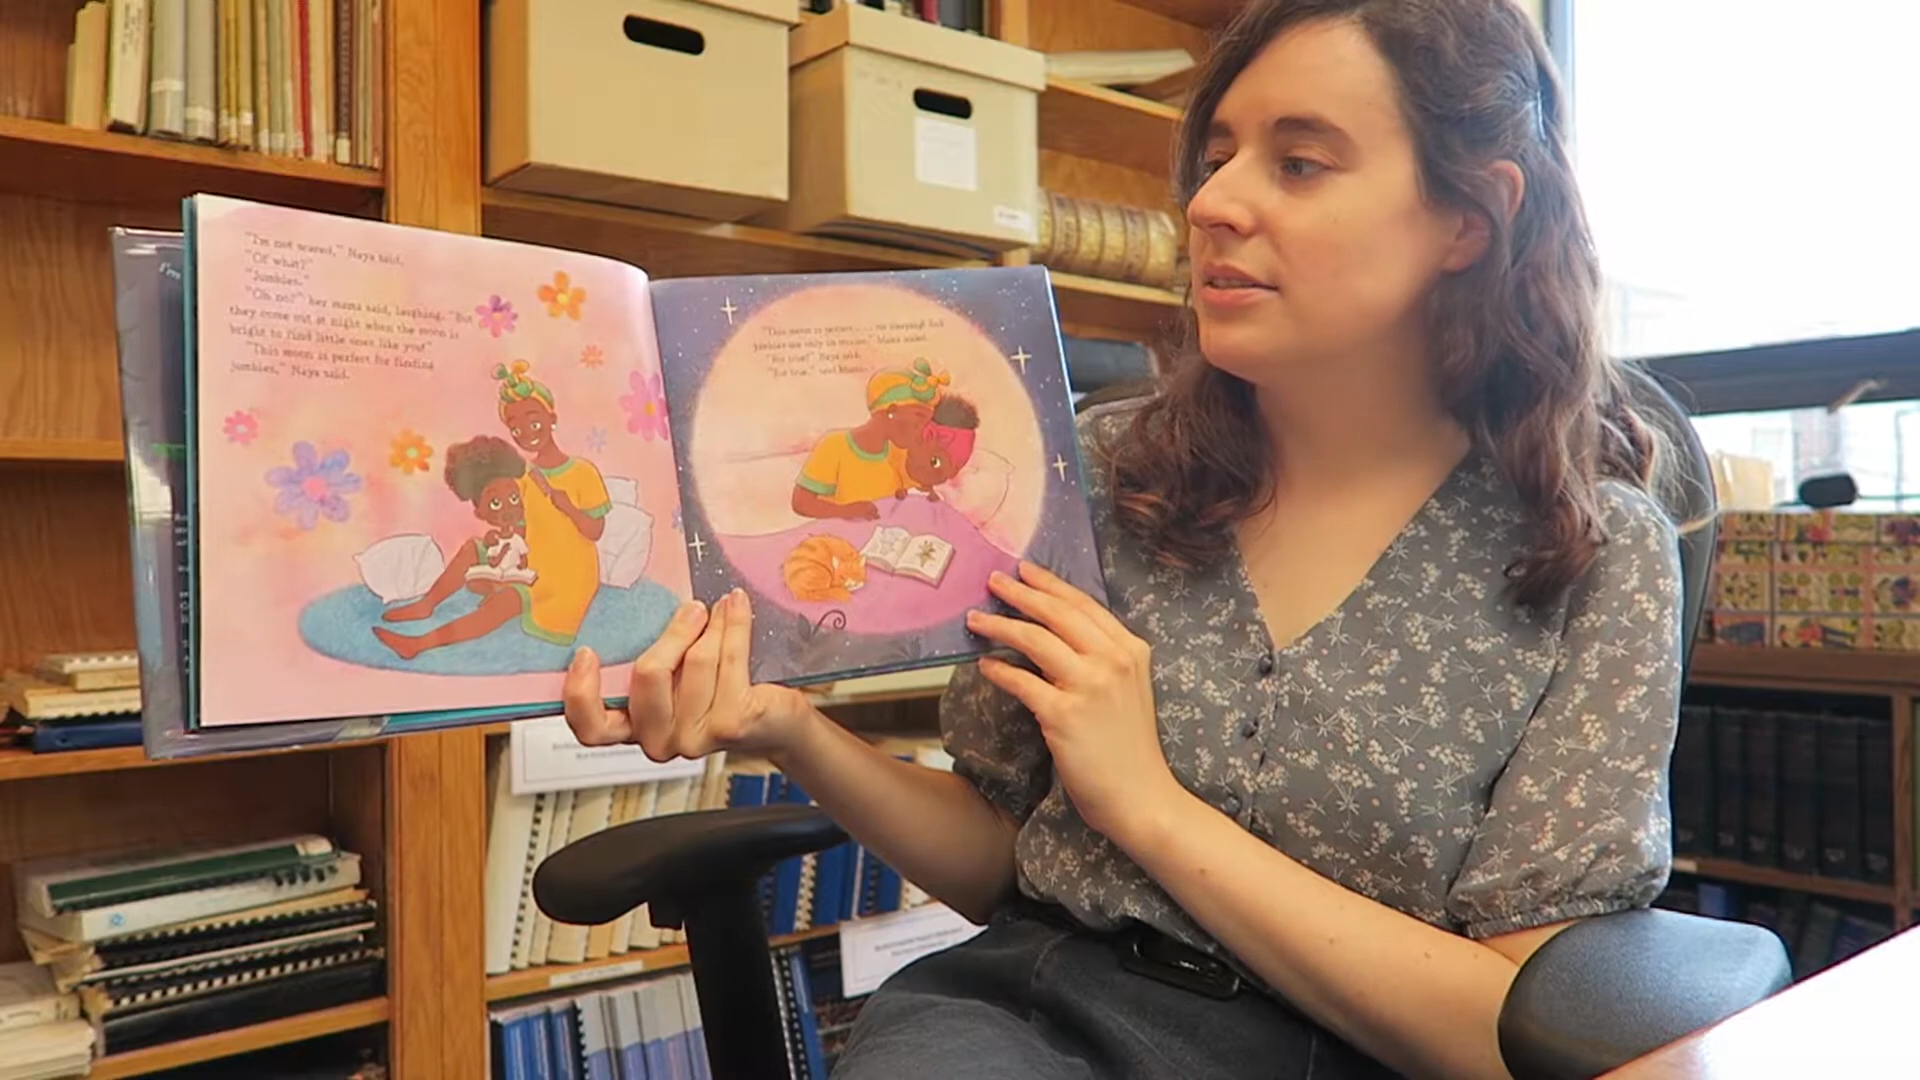 "I'm not scared," Naya said.
"Of what?"
"Jumbies."
"Oh no!" her mama said, laughing. "But
they come out at night when the moon is
bright to find little ones like you!"
"This moon is perfect for finding
jumbies," Naya said.
"This moon is perfect . . . for sleeping! And
jumbies are only in stories," Mama
"For true?" Naya said.
"For true," said Mama.
I'm